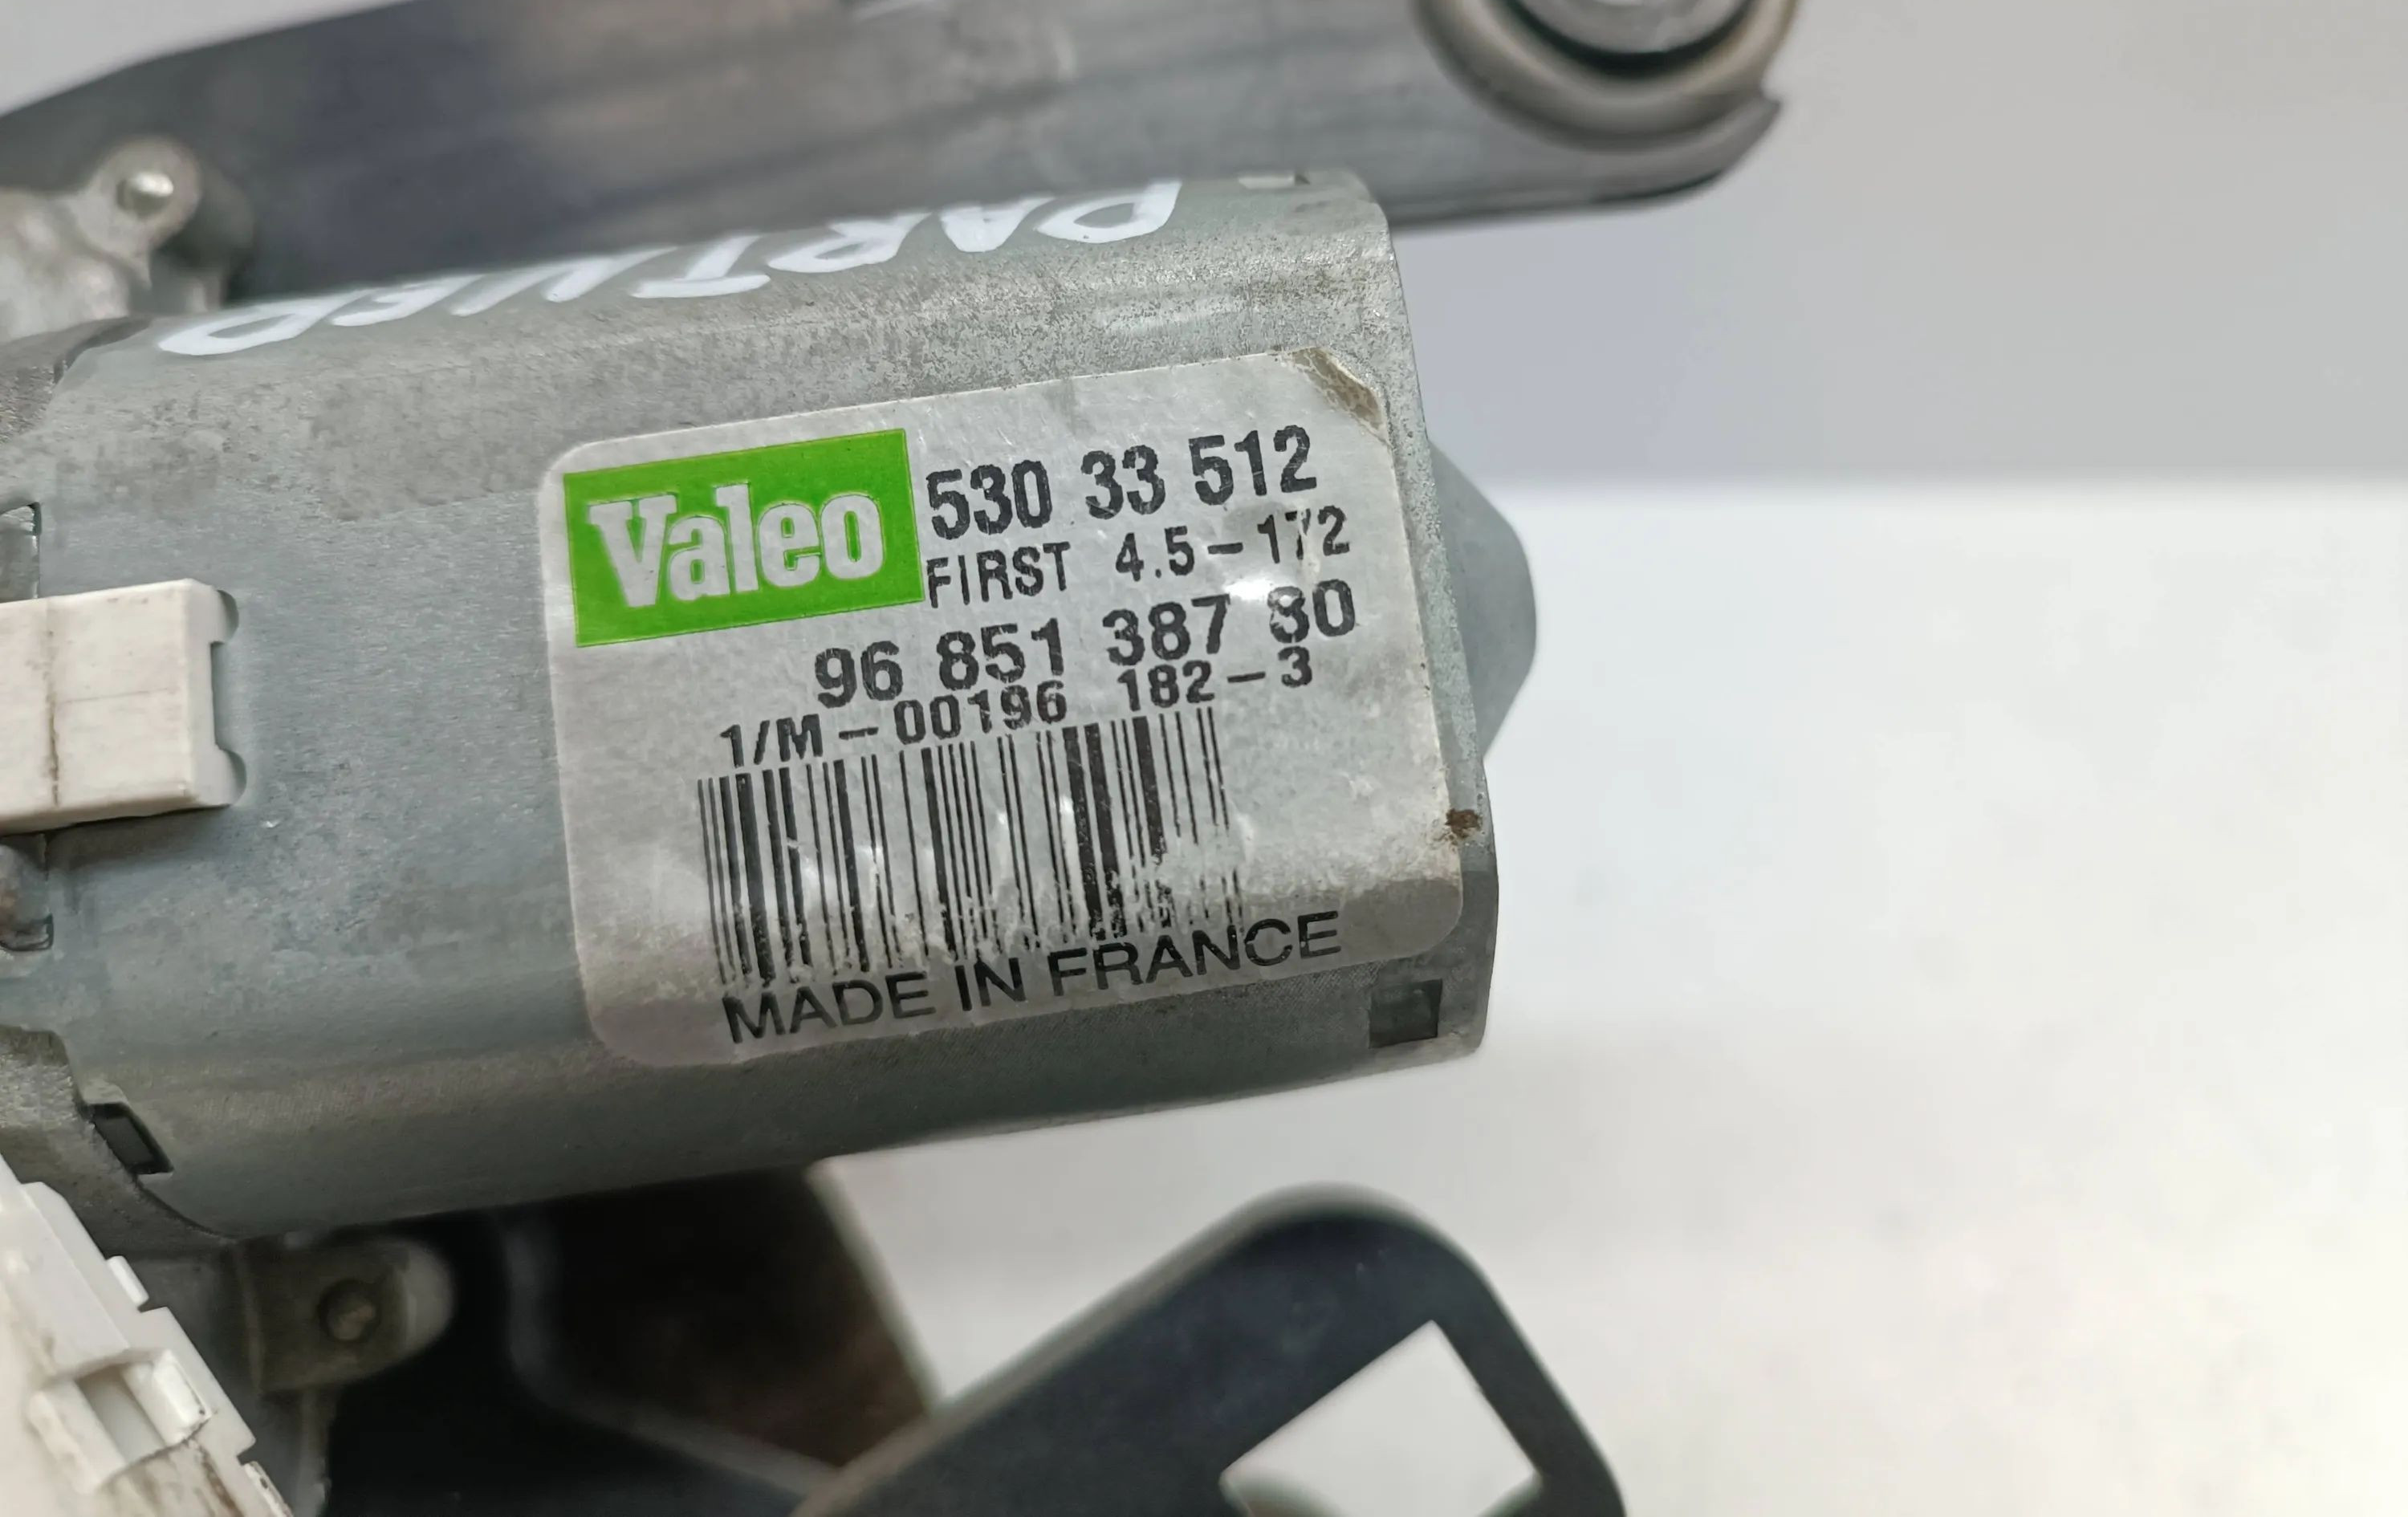 PARTNER
Valeo
530 33 512
FIRST 4.5-172
96 851 387 80
1/M-00196 182-3
MADE IN FRANCE